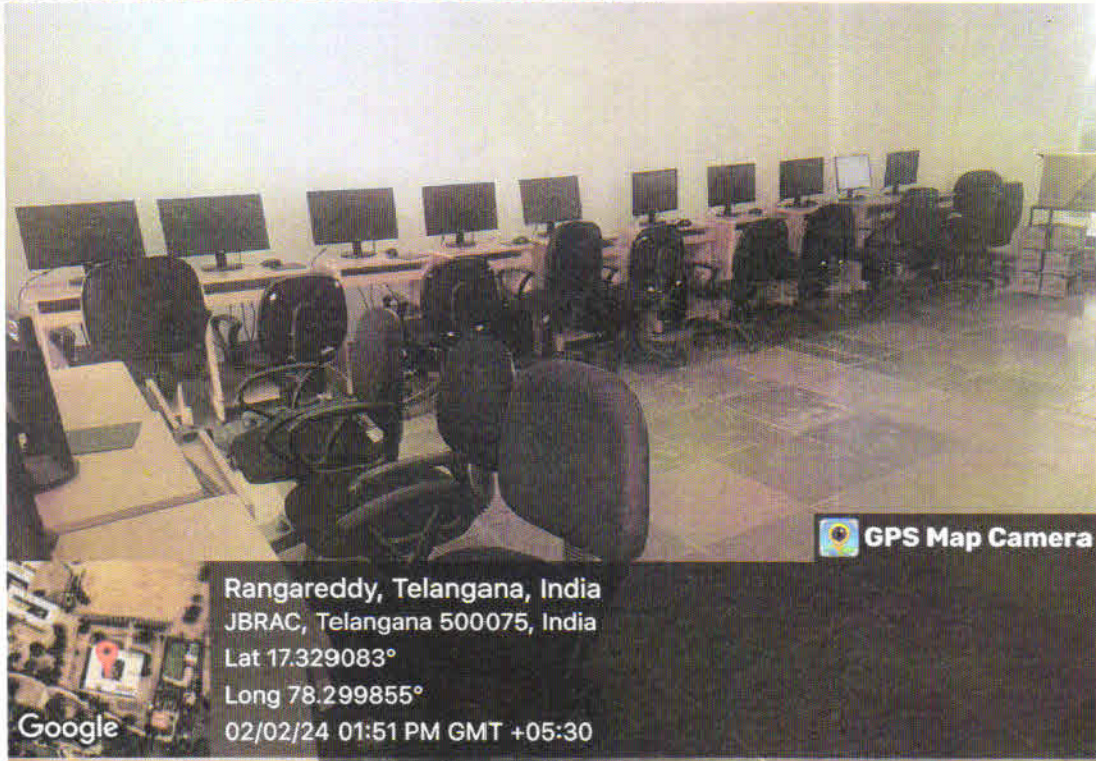 GPS Map Camera
Rangareddy, Telangana, India
JBRAC, Telangana 500075, India
Lat 17.329083°
Long 78.299855°
02/02/24 01:51 PM GMT +05:30
Google